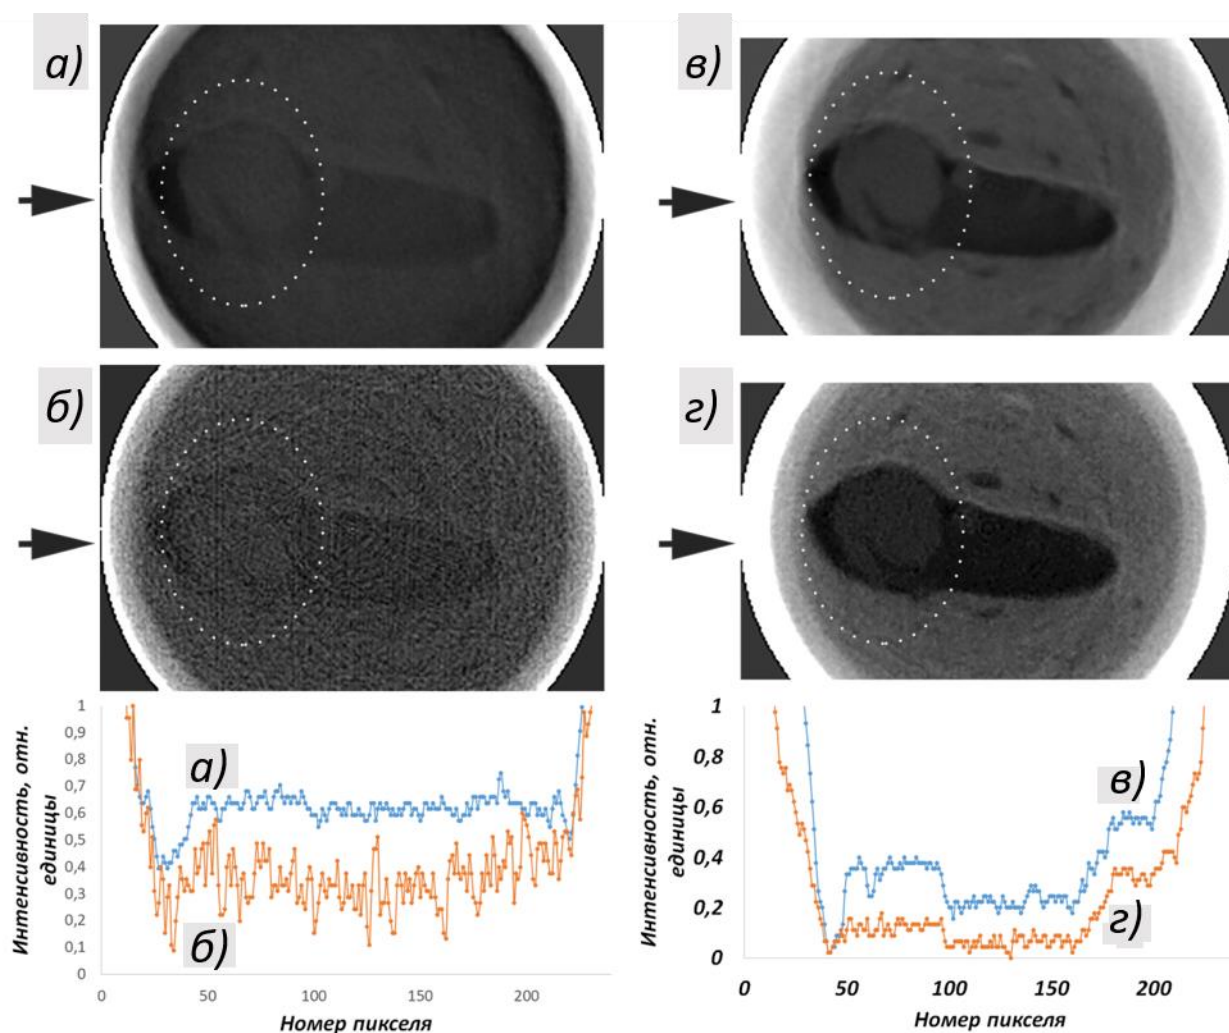 а)
в)
б)
г)
Интенсивность, отн.
единицы
1
0,9
0,8
0,7
0,6
0,5
0,4
0,3
0,2
0,1
0
а)
б)
0 50 100 150 200
Номер пикселя
Интенсивность, отн.
единицы
1
0,8
0,6
0,4
0,2
0
в)
г)
0 50 100 150 200
Номер пикселя